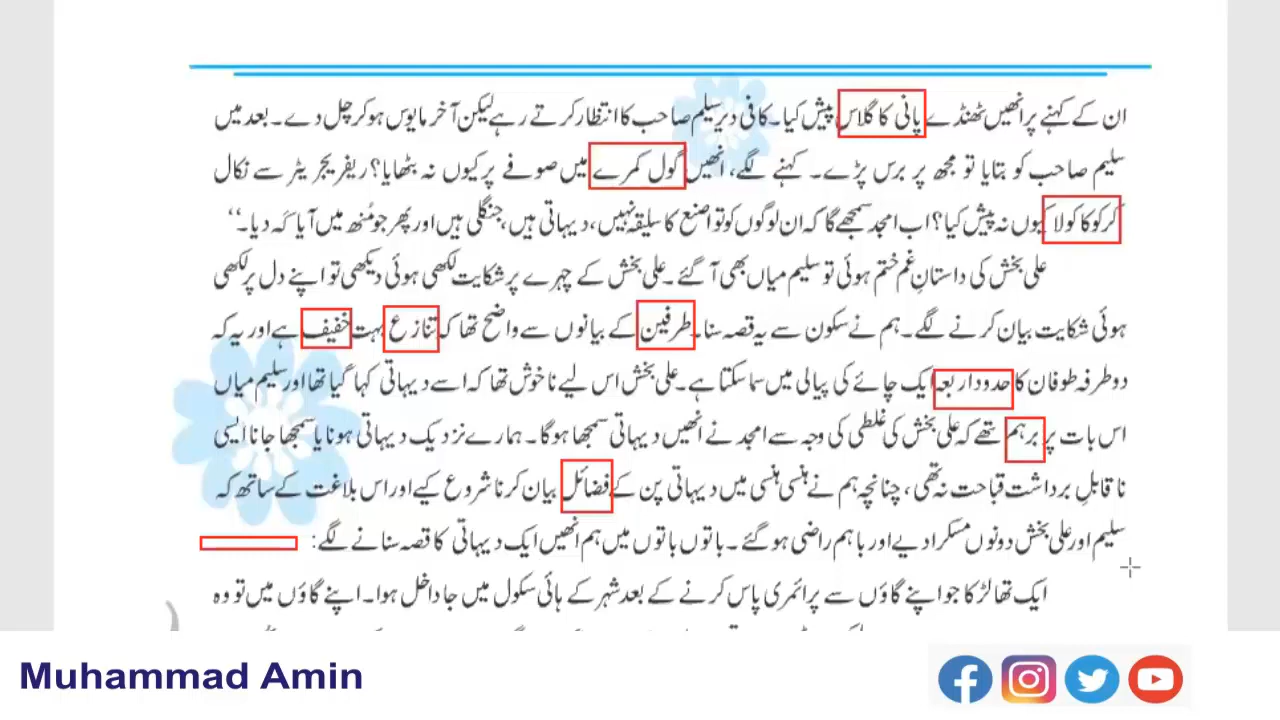 ان کے کہنے پر انھیں ٹھنڈے پانی کا گلاس پیش کیا۔ کافی دیر سلیم صاحب کا انتظار کرتے رہے لیکن آخر مایوس ہو کر چل دے۔ بعد میں
سلیم صاحب کو بتایا تو مجھ پر برس پڑے۔ کہنے لگے، انھیں گول کمرے میں صوفے پر کیوں نہ بٹھایا؟ ریفریجریٹر سے نکال
کر کوکا کولا کیوں نہ پیش کیا؟ اب امجد سمجھے گا کہ ان لوگوں کو تواضع کا سلیقہ نہیں، دیہاتی ہیں، جنگلی ہیں اور پھر جو مُنھ میں آیا کہ دیا۔‘‘
علی بخش کی داستانِ غم ختم ہوئی تو سلیم میاں بھی آ گئے۔ علی بخش کے چہرے پر شکایت لکھی ہوئی دیکھی تو اپنے دل پر لکھی
ہوئی شکایت بیان کرنے لگے۔ ہم نے سکون سے یہ قصہ سنا۔ طرفین کے بیانوں سے واضح تھا کہ تنازع بہت خفیف ہے اور یہ کہ
دو طرفہ طوفان کا حدود اربعہ ایک چائے کی پیالی میں سما سکتا ہے۔ علی بخش اس لیے ناخوش تھا کہ اسے دیہاتی کہا گیا تھا اور سلیم میاں
اس بات پر برہم تھے کہ علی بخش کی غلطی کی وجہ سے امجد نے انھیں دیہاتی سمجھا ہوگا۔ ہمارے نزدیک دیہاتی ہونا یا سمجھا جانا ایسی
ناقابلِ برداشت قباحت نہ تھی، چنانچہ ہم نے ہنسی ہنسی میں دیہاتی پن کے فضائل بیان کرنا شروع کیے اور اس بلاغت کے ساتھ کہ
سلیم اور علی بخش دونوں مسکرا دیے اور باہم راضی ہو گئے۔ باتوں باتوں میں ہم انھیں ایک دیہاتی کا قصہ سنانے لگے:
ایک تھا لڑکا جو اپنے گاؤں سے پرائمری پاس کرنے کے بعد شہر کے ہائی سکول میں جا داخل ہوا۔ اپنے گاؤں میں تو وہ
Muhammad Amin